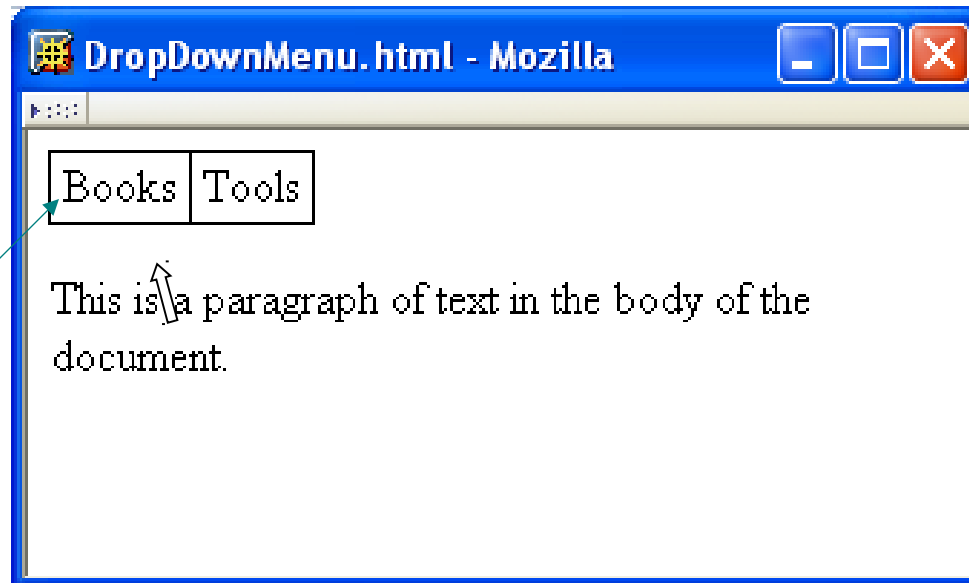 DropDownMenu.html - Mozilla
Books Tools
This is a paragraph of text in the body of the
document.